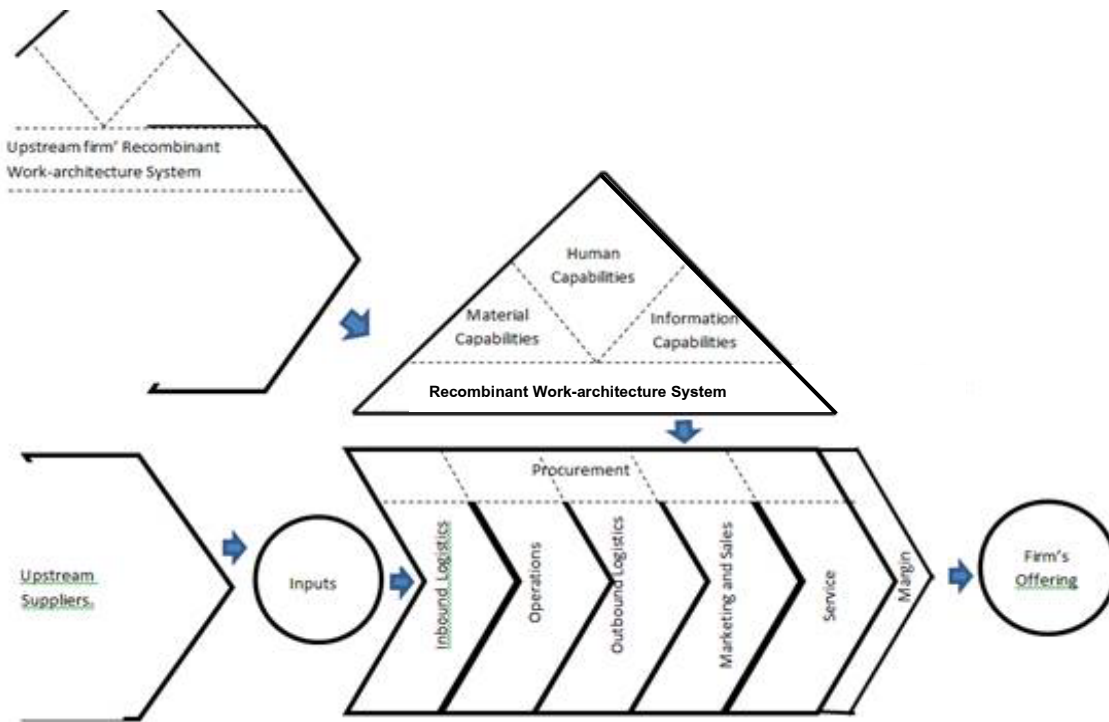 Upstream firm' Recombinant
Work-architecture System
Human
Capabilities
Material
Capabilities
Information
Capabilities
Recombinant Work-architecture System
Procurement
Upstream
Suppliers.
Inputs
Inbound Logistics
Operations
Outbound Logistics
Marketing and Sales
Service
Margin
Firm's
Offering